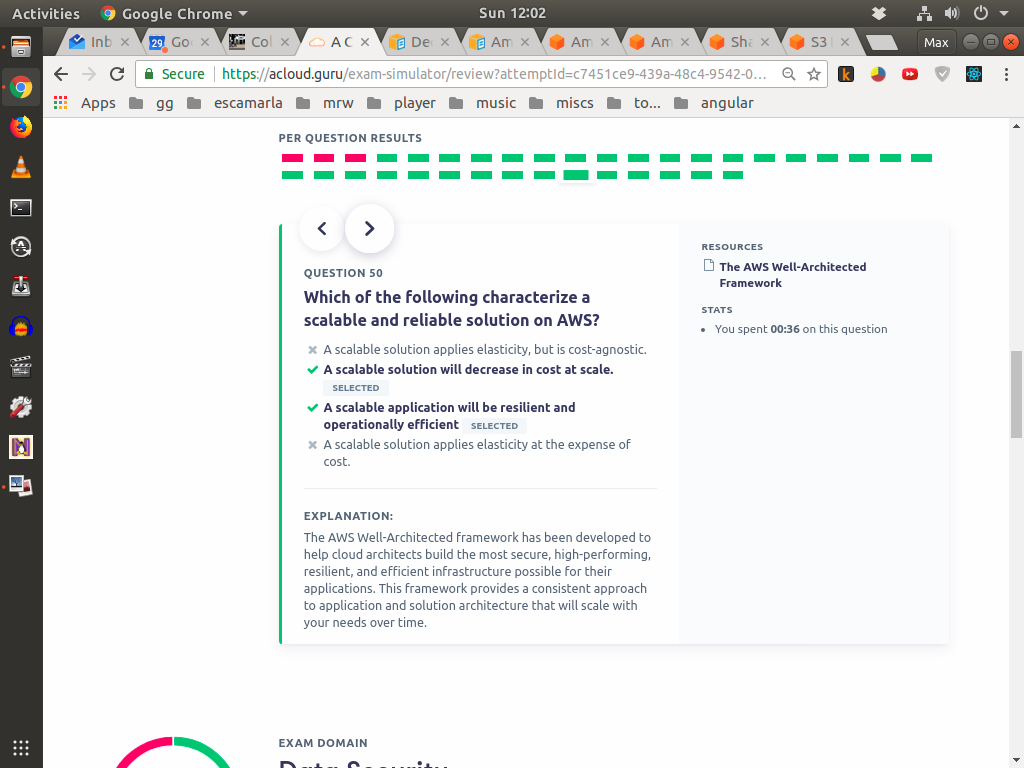 Activities
Google Chrome
Sun 12:02
Inb
29
Goo
Col
A C
De
Am
Am
Am
Sha
S3
Max
Secure
https://acloud.guru/exam-simulator/review?attemptId=c7451ce9-439a-48c4-9542-0...
Apps gg escamarla mrw player music miscs to... angular
PER QUESTION RESULTS
QUESTION 50
Which of the following characterize a
scalable and reliable solution on AWS?
A scalable solution applies elasticity, but is cost-agnostic.
A scalable solution will decrease in cost at scale.
SELECTED
A scalable application will be resilient and
operationally efficient SELECTED
A scalable solution applies elasticity at the expense of
cost.
EXPLANATION:
The AWS Well-Architected framework has been developed to
help cloud architects build the most secure, high-performing,
resilient, and efficient infrastructure possible for their
applications. This framework provides a consistent approach
to application and solution architecture that will scale with
your needs over time.
RESOURCES
The AWS Well-Architected
Framework
STATS
• You spent 00:36 on this question
EXAM DOMAIN
Data Security